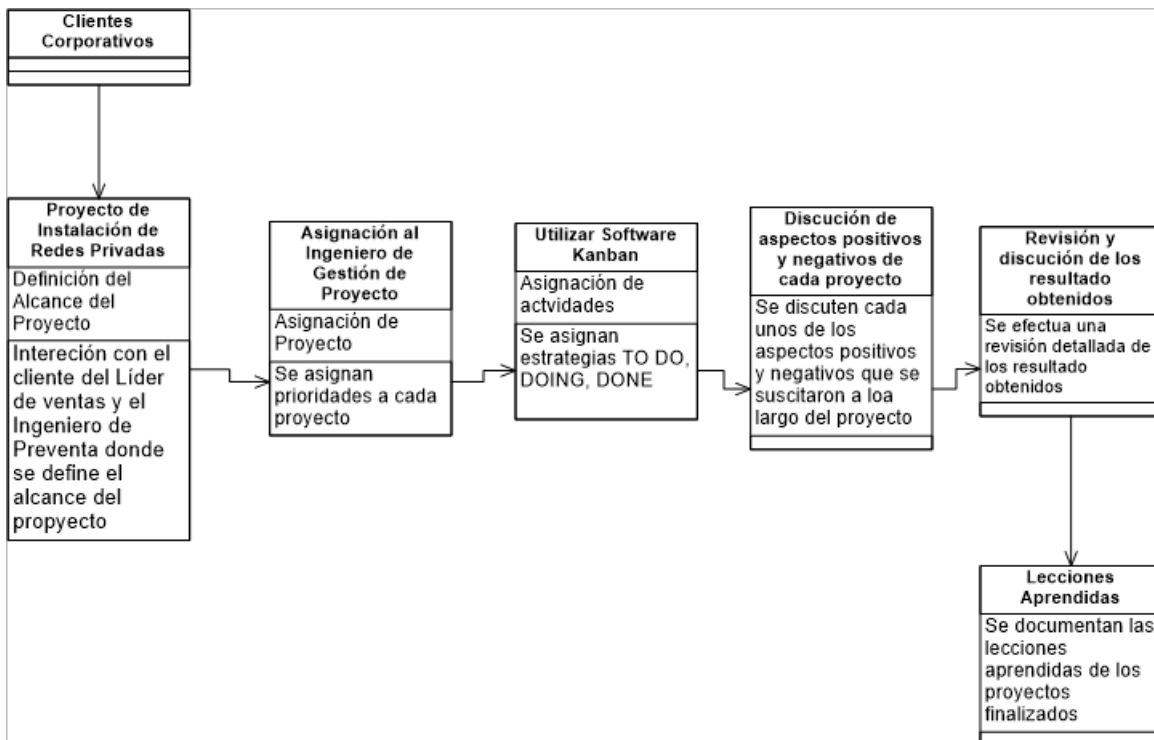 Clientes
Corporativos
Proyecto de
Instalación de
Redes Privadas
Definición del
Alcance del
Proyecto
Intereción con el
cliente del Líder
de ventas y el
Ingeniero de
Preventa donde
se define el
alcance del
propyecto
Asignación al
Ingeniero de
Gestión de
Proyecto
Asignación de
Proyecto
Se asignan
prioridades a cada
proyecto
Utilizar Software
Kanban
Asignación de
actvidades
Se asignan
estrategias TO DO,
DOING, DONE
Discución de
aspectos positivos
y negativos de
cada proyecto
Se discuten cada
unos de los
aspectos positivos
y negativos que se
suscitaron a loa
largo del proyecto
Revisión y
discución de los
resultado
obtenidos
Se efectua una
revisión detallada de
los resultado
obtenidos
Lecciones
Aprendidas
Se documentan las
lecciones
aprendidas de los
proyectos
finalizados